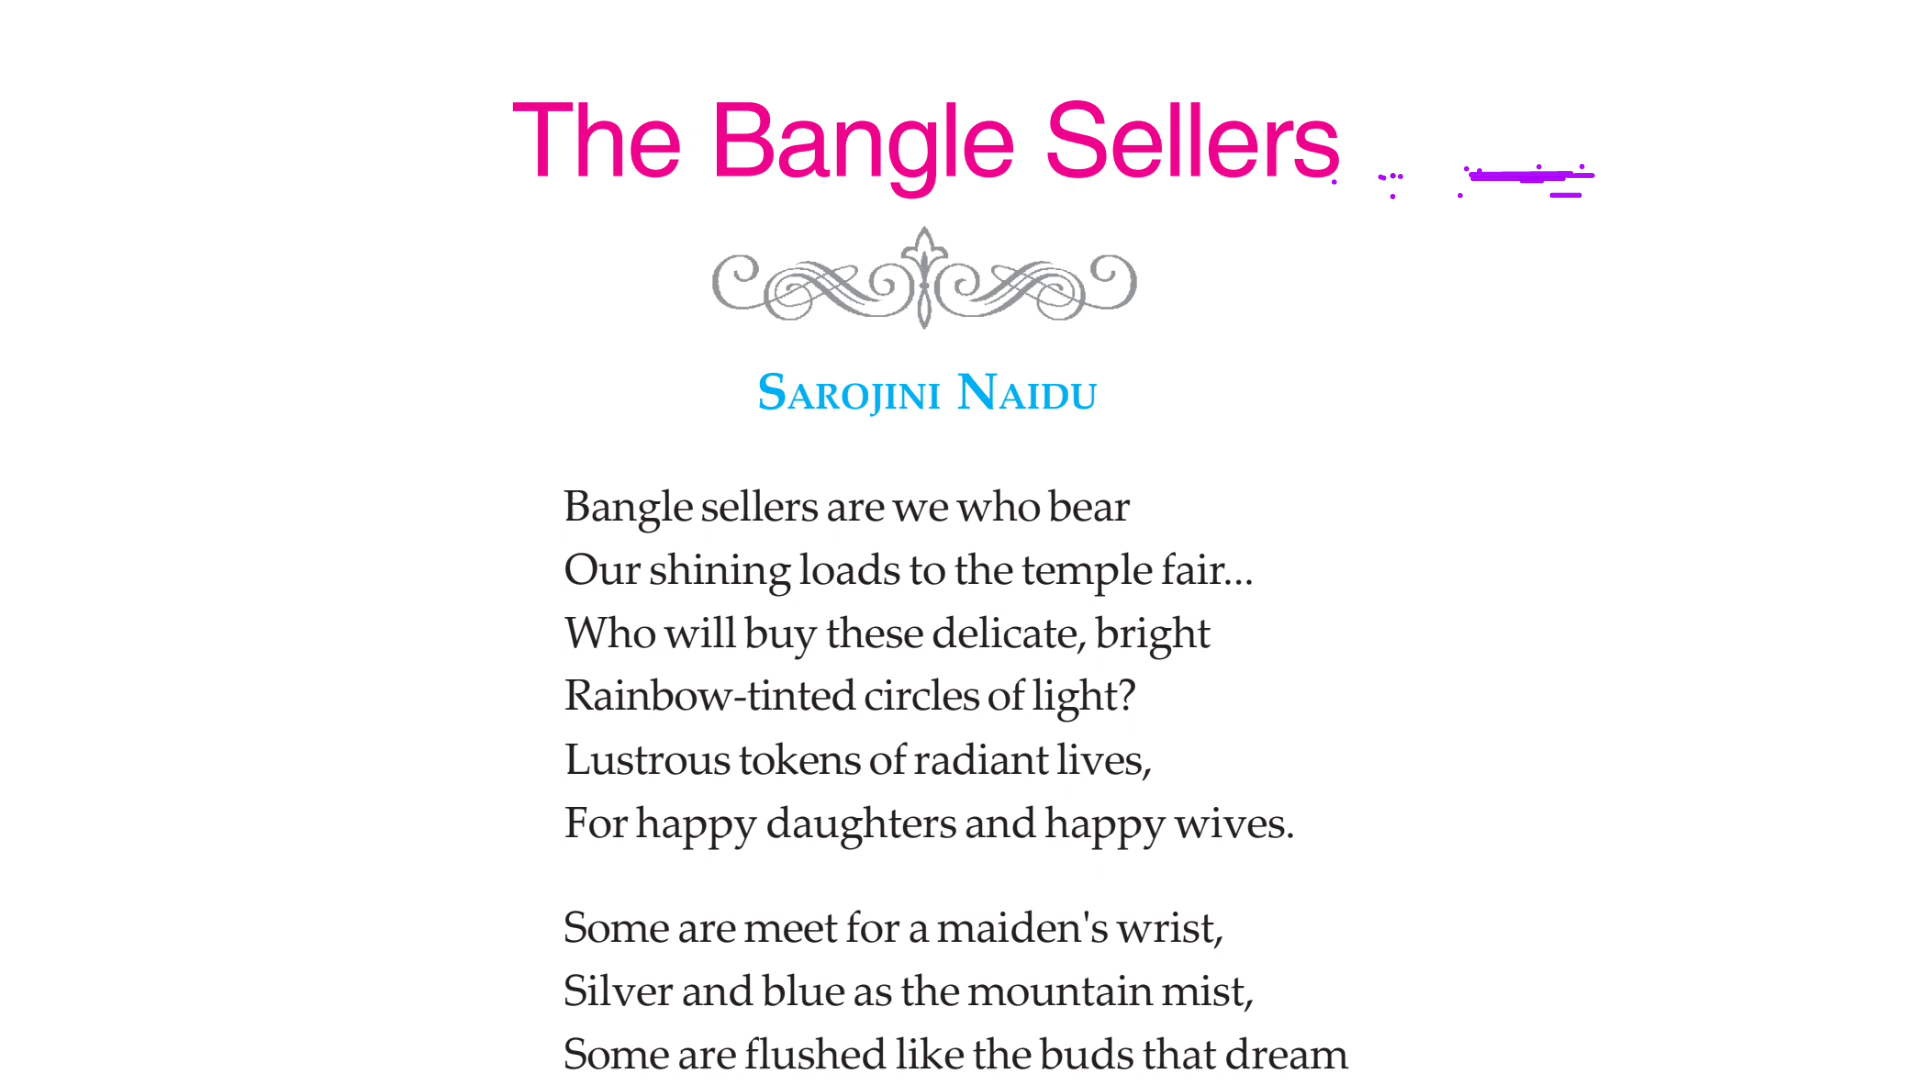 The Bangle Sellers
Sarojini Naidu
Bangle sellers are we who bear
Our shining loads to the temple fair...
Who will buy these delicate, bright
Rainbow-tinted circles of light?
Lustrous tokens of radiant lives,
For happy daughters and happy wives.
Some are meet for a maiden's wrist,
Silver and blue as the mountain mist,
Some are flushed like the buds that dream